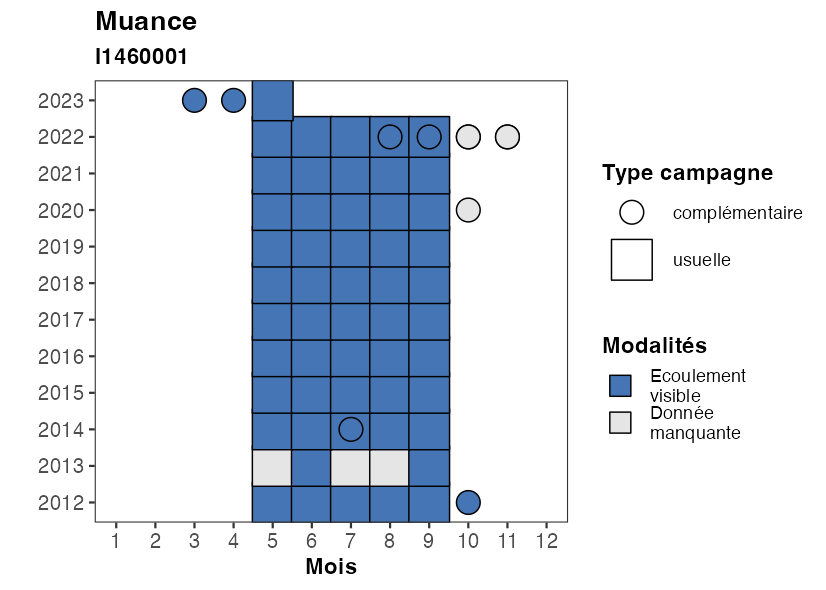 Muance
I1460001
2023
2022
2021
2020
2019
2018
2017
2016
2015
2014
2013
2012
1 2 3 4 5 6 7 8 9 10 11 12
Mois
Type campagne
complémentaire
usuelle
Modalités
Ecoulement
visible
Donnée
manquante